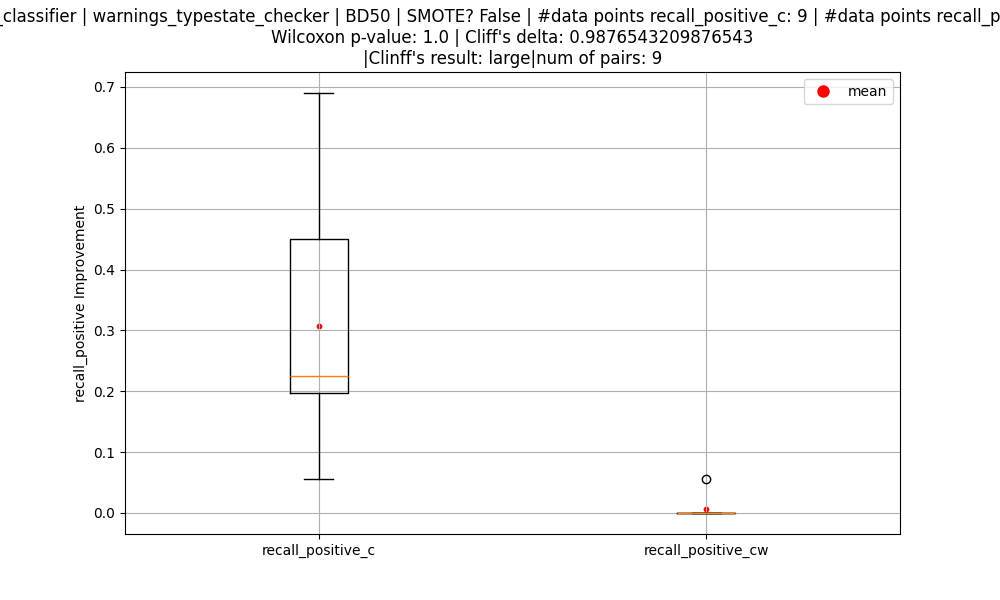 _classifier | warnings_typestate_checker | BD50 | SMOTE? False | #data points recall_positive_c: 9 | #data points recall_p
Wilcoxon p-value: 1.0 | Cliff's delta: 0.9876543209876543
|Clinff's result: large|num of pairs: 9
mean
0.7
0.6
0.5
0.4
0.3
0.2
0.1
0.0
recall_positive Improvement
recall_positive_c
recall_positive_cw